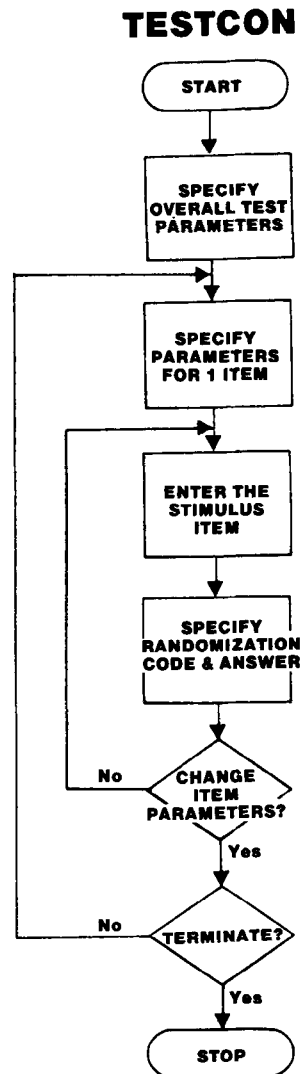 TESTCON
START
SPECIFY
OVERALL TEST
PARAMETERS
SPECIFY
PARAMETERS
FOR 1 ITEM
ENTER THE
STIMULUS
ITEM
SPECIFY
RANDOMIZATION
CODE & ANSWER
No
CHANGE
ITEM
PARAMETERS?
Yes
No
TERMINATE?
Yes
STOP